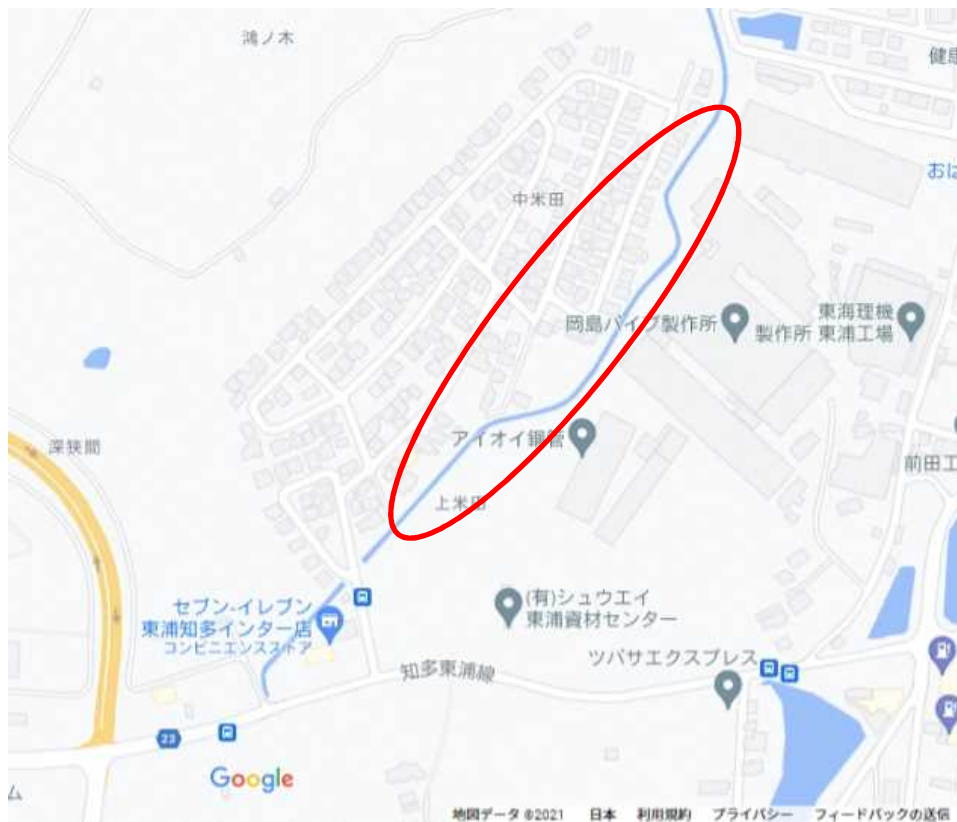 鴻ノ木
健康
おは
中米田
岡島パイプ製作所
東海理機
製作所 東浦工場
深狭間
アイオイ鋼管
前田工
上米田
セブン-イレブン
東浦知多インター店
コンビニエンスストア
(有)シュウエイ
東浦資材センター
ツバサエクスプレス
知多東浦線
23
Google
ム
地図データ ©2021 日本 利用規約 プライバシー フィードバックの送信